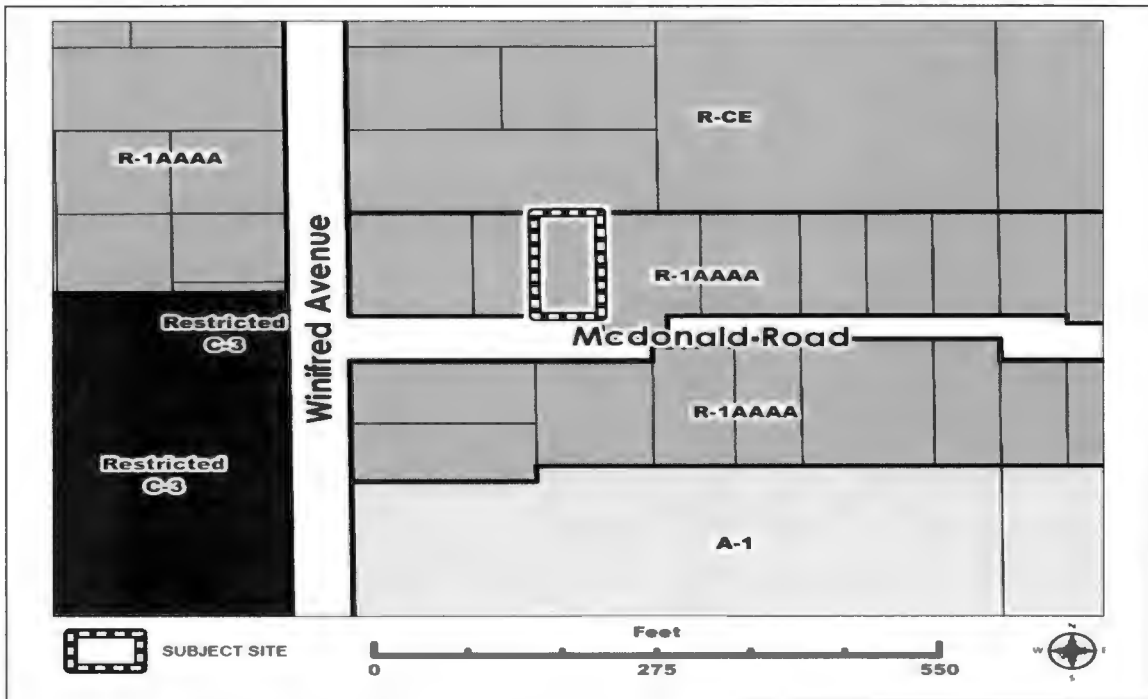 R-CE
R-1AAAA
Winifred Avenue
R-1AAAA
Restricted
C-3
Mcdonald Road
R-1AAAA
Restricted
C-3
A-1
SUBJECT SITE
Feet
0 275 550
N
W E
S